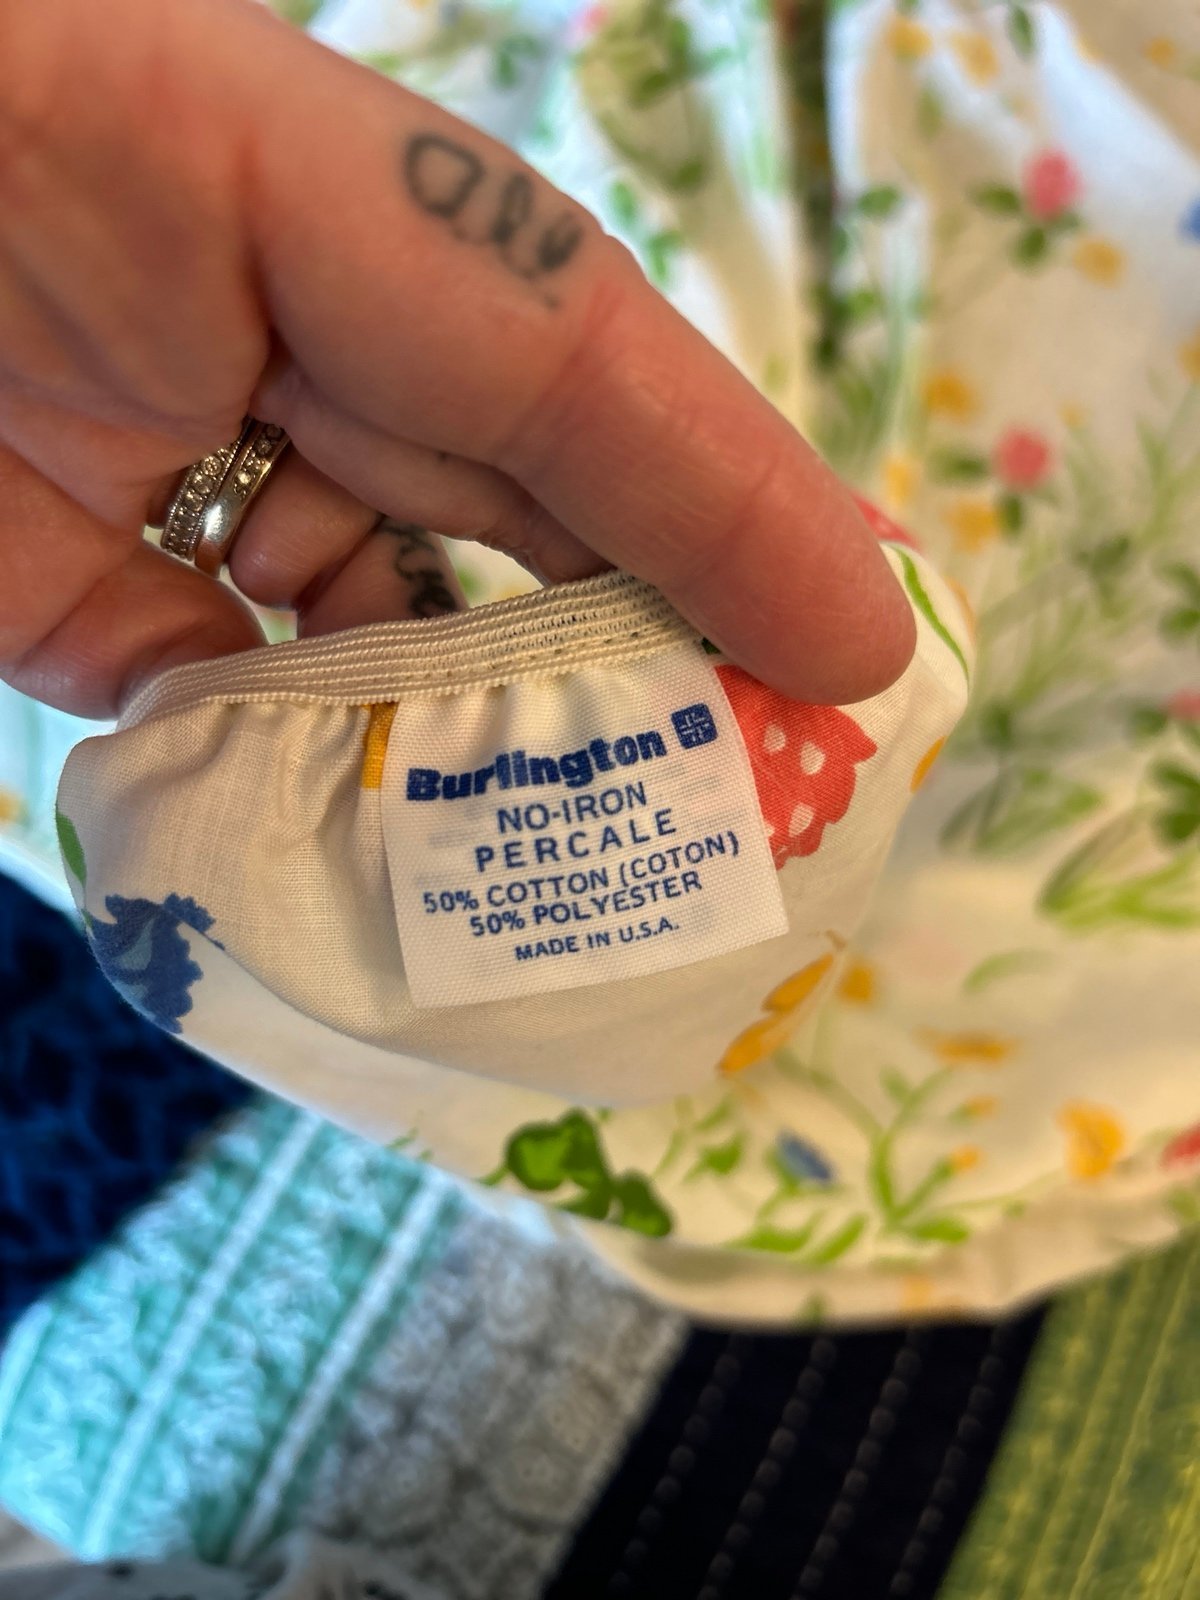 Burlington
NO-IRON
PERCALE
50% COTTON (COTON)
50% POLYESTER
MADE IN U.S.A.